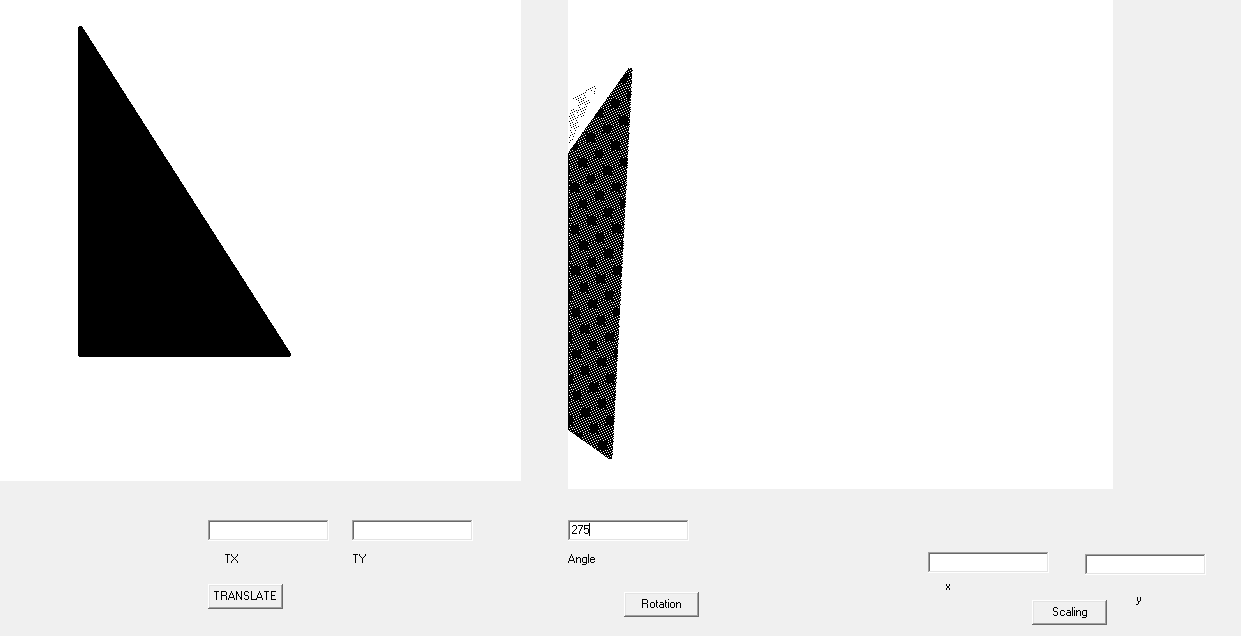 275
TX
TY
Angle
TRANSLATE
Rotation
x
y
Scaling